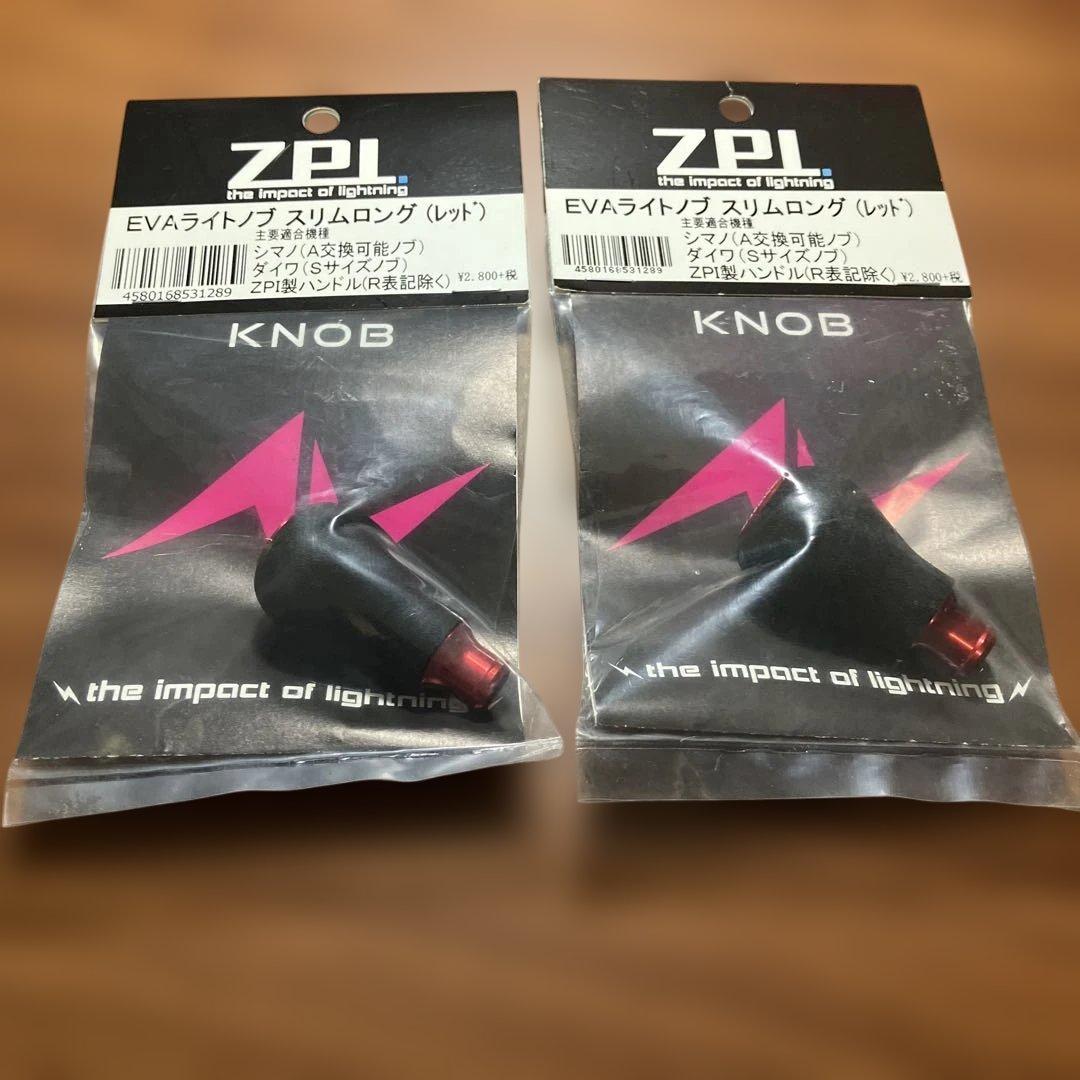 ZPI.
the impact of lightning
EVAライトノブ スリムロング (ﾚｯﾄﾞ)
主要適合機種
シマノ(A交換可能ノブ)
ダイワ(Sサイズノブ)
ZPI製ハンドル(R表記除く) ¥2.800+税
4580168531289
KNOB
the impact of lightning
ZPI.
the impact of lightning
EVAライトノブ スリムロング (ﾚｯﾄﾞ)
主要適合機種
シマノ(A交換可能ノブ)
ダイワ(Sサイズノブ)
ZPI製ハンドル(R表記除く) ¥2.800+税
4580168531289
KNOB
the impact of lightning